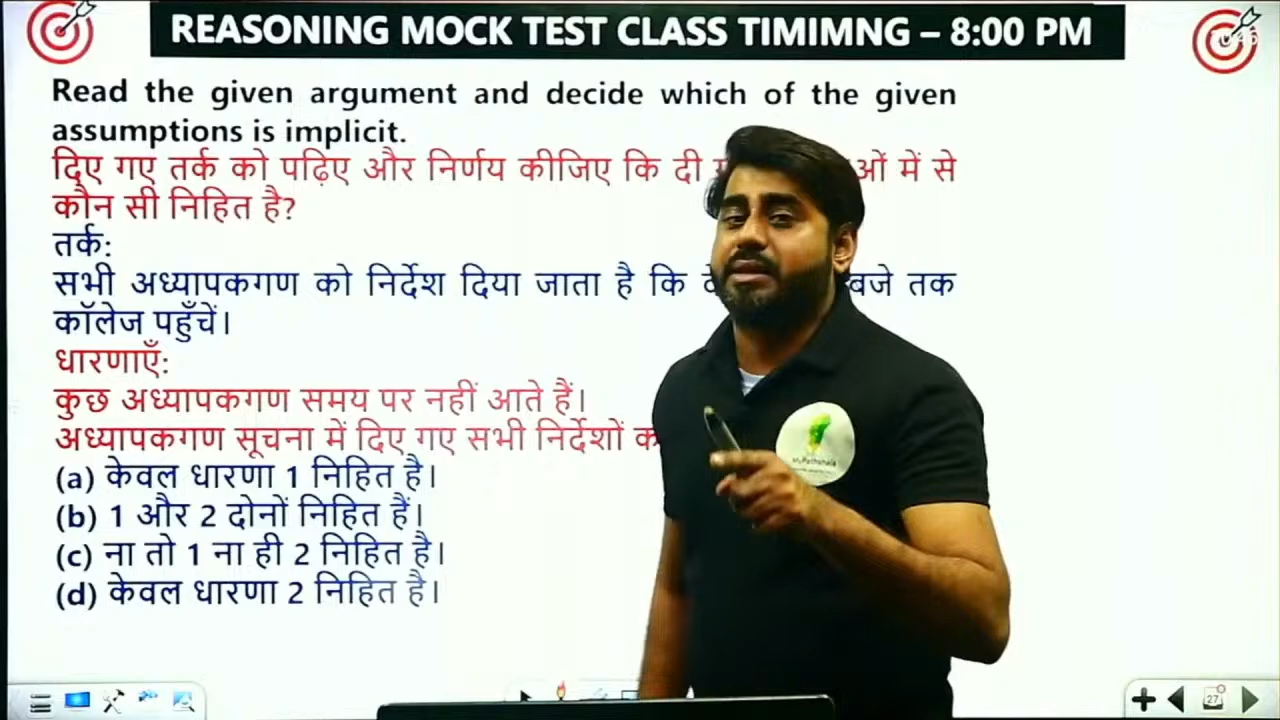 REASONING MOCK TEST CLASS TIMIMNG – 8:00 PM
Read the given argument and decide which of the given
assumptions is implicit.
दिए गए तर्क को पढ़िए और निर्णय कीजिए कि दी में से
कौन सी निहित है?
तर्क:
सभी अध्यापकगण को निर्देश दिया जाता है कि बजे तक
कॉलेज पहुँचें।
धारणाएँ:
कुछ अध्यापकगण समय पर नहीं आते हैं।
अध्यापकगण सूचना में दिए गए सभी निर्देशों
(a) केवल धारणा 1 निहित है।
(b) 1 और 2 दोनों निहित हैं।
(c) ना तो 1 ना ही 2 निहित है।
(d) केवल धारणा 2 निहित है।
27